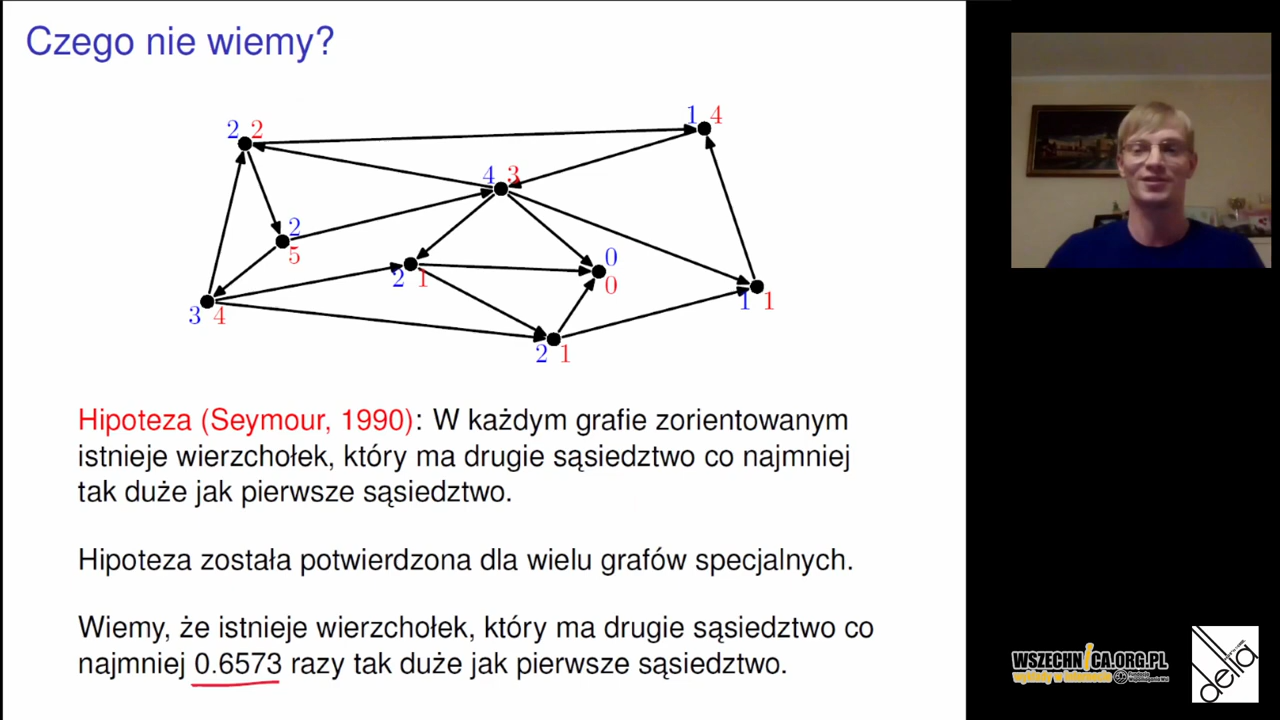 Czego nie wiemy?
2 2
1 4
4 3
2
5
2 1
0
0
3 4
1 1
2 1
Hipoteza (Seymour, 1990): W każdym grafie zorientowanym
istnieje wierzchołek, który ma drugie sąsiedztwo co najmniej
tak duże jak pierwsze sąsiedztwo.
Hipoteza została potwierdzona dla wielu grafów specjalnych.
Wiemy, że istnieje wierzchołek, który ma drugie sąsiedztwo co
najmniej 0.6573 razy tak duże jak pierwsze sąsiedztwo.
WSZECHNICA.ORG.PL
wykłady w internecie
delta